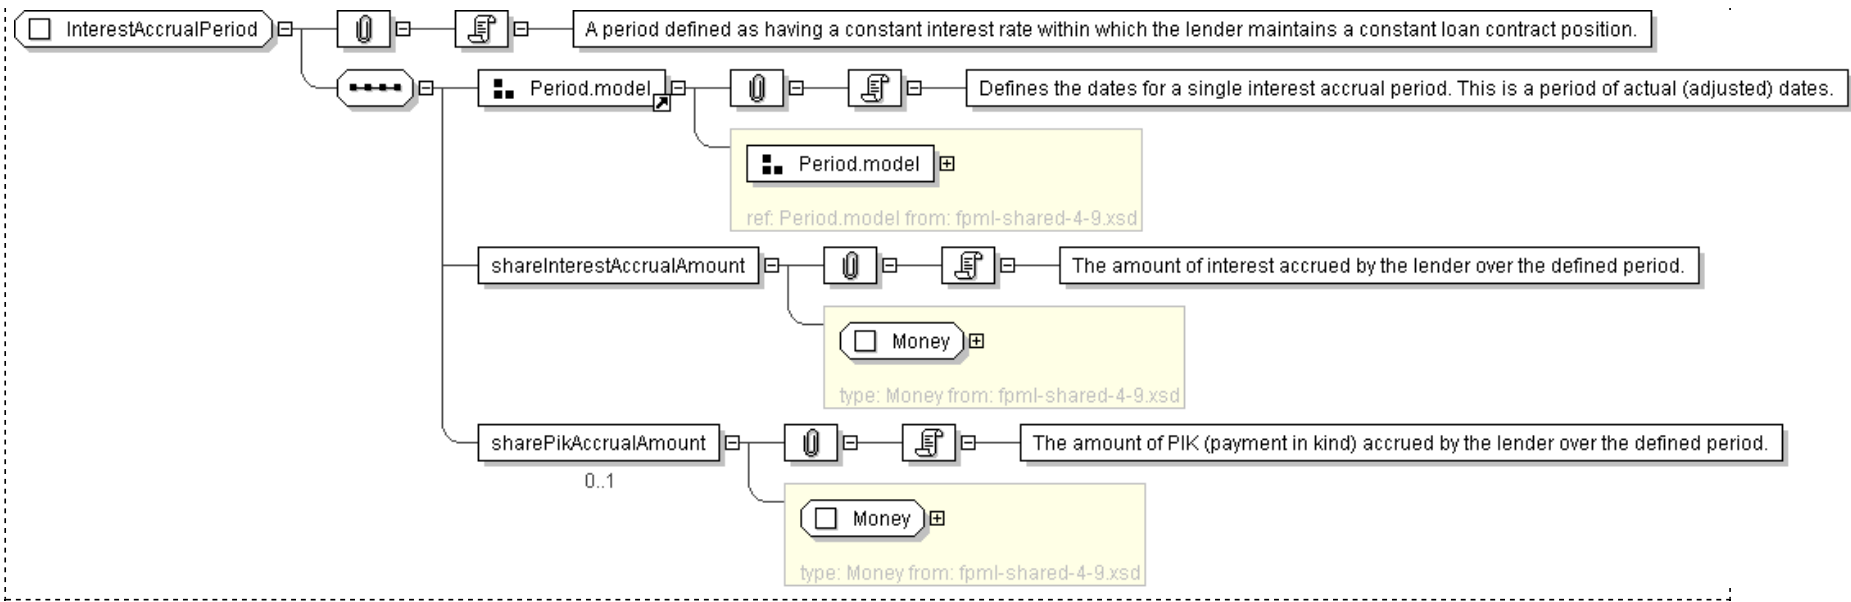 InterestAccrualPeriod
A period defined as having a constant interest rate within which the lender maintains a constant loan contract position.
Period.model
Defines the dates for a single interest accrual period. This is a period of actual (adjusted) dates.
Period.model
ref: Period.model from: fpml-shared-4-9.xsd
shareInterestAccrualAmount
The amount of interest accrued by the lender over the defined period.
Money
type: Money from: fpml-shared-4-9.xsd
sharePikAccrualAmount
The amount of PIK (payment in kind) accrued by the lender over the defined period.
0..1
Money
type: Money from: fpml-shared-4-9.xsd